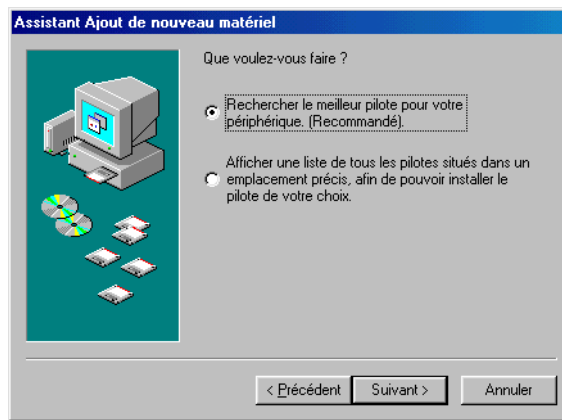 Assistant Ajout de nouveau matériel
Que voulez-vous faire ?
Rechercher le meilleur pilote pour votre
périphérique. (Recommandé).
Afficher une liste de tous les pilotes situés dans un
emplacement précis, afin de pouvoir installer le
pilote de votre choix.
< Précédent
Suivant >
Annuler